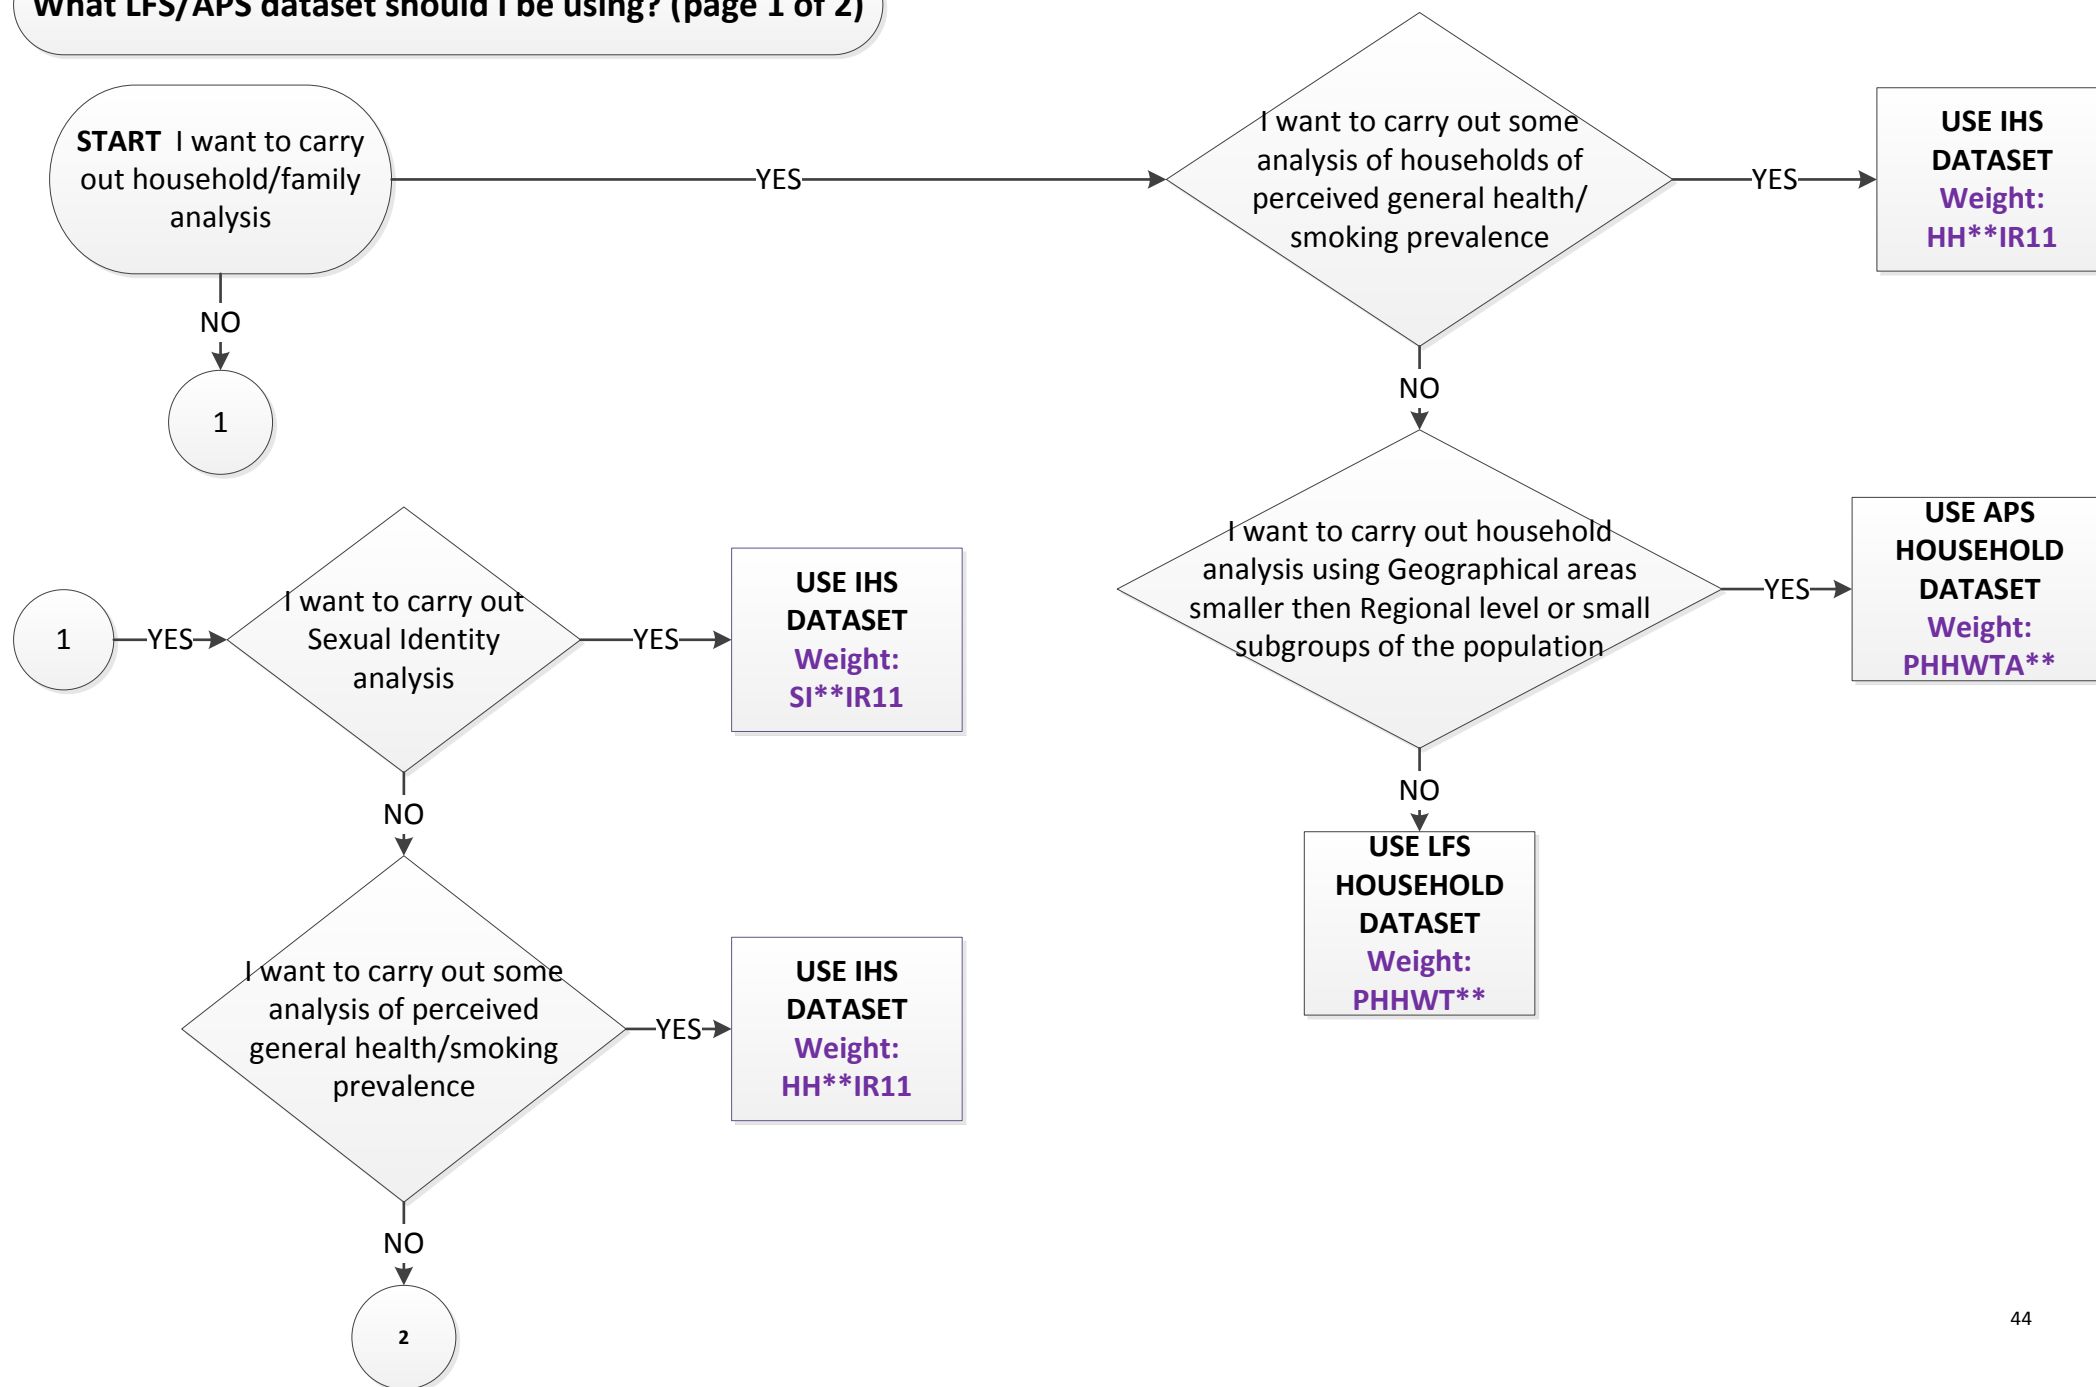 What LFS/APS dataset should I be using? (page 1 of 2)
START I want to carry
out household/family
analysis
YES
I want to carry out some
analysis of households of
perceived general health/
smoking prevalence
YES
USE IHS
DATASET
Weight:
HH**IR11
NO
1
NO
I want to carry out household
analysis using Geographical areas
smaller then Regional level or small
subgroups of the population
YES
USE APS
HOUSEHOLD
DATASET
Weight:
PHHWTA**
NO
USE LFS
HOUSEHOLD
DATASET
Weight:
PHHWT**
1
YES
I want to carry out
Sexual Identity
analysis
YES
USE IHS
DATASET
Weight:
SI**IR11
NO
I want to carry out some
analysis of perceived
general health/smoking
prevalence
YES
USE IHS
DATASET
Weight:
HH**IR11
NO
2
44